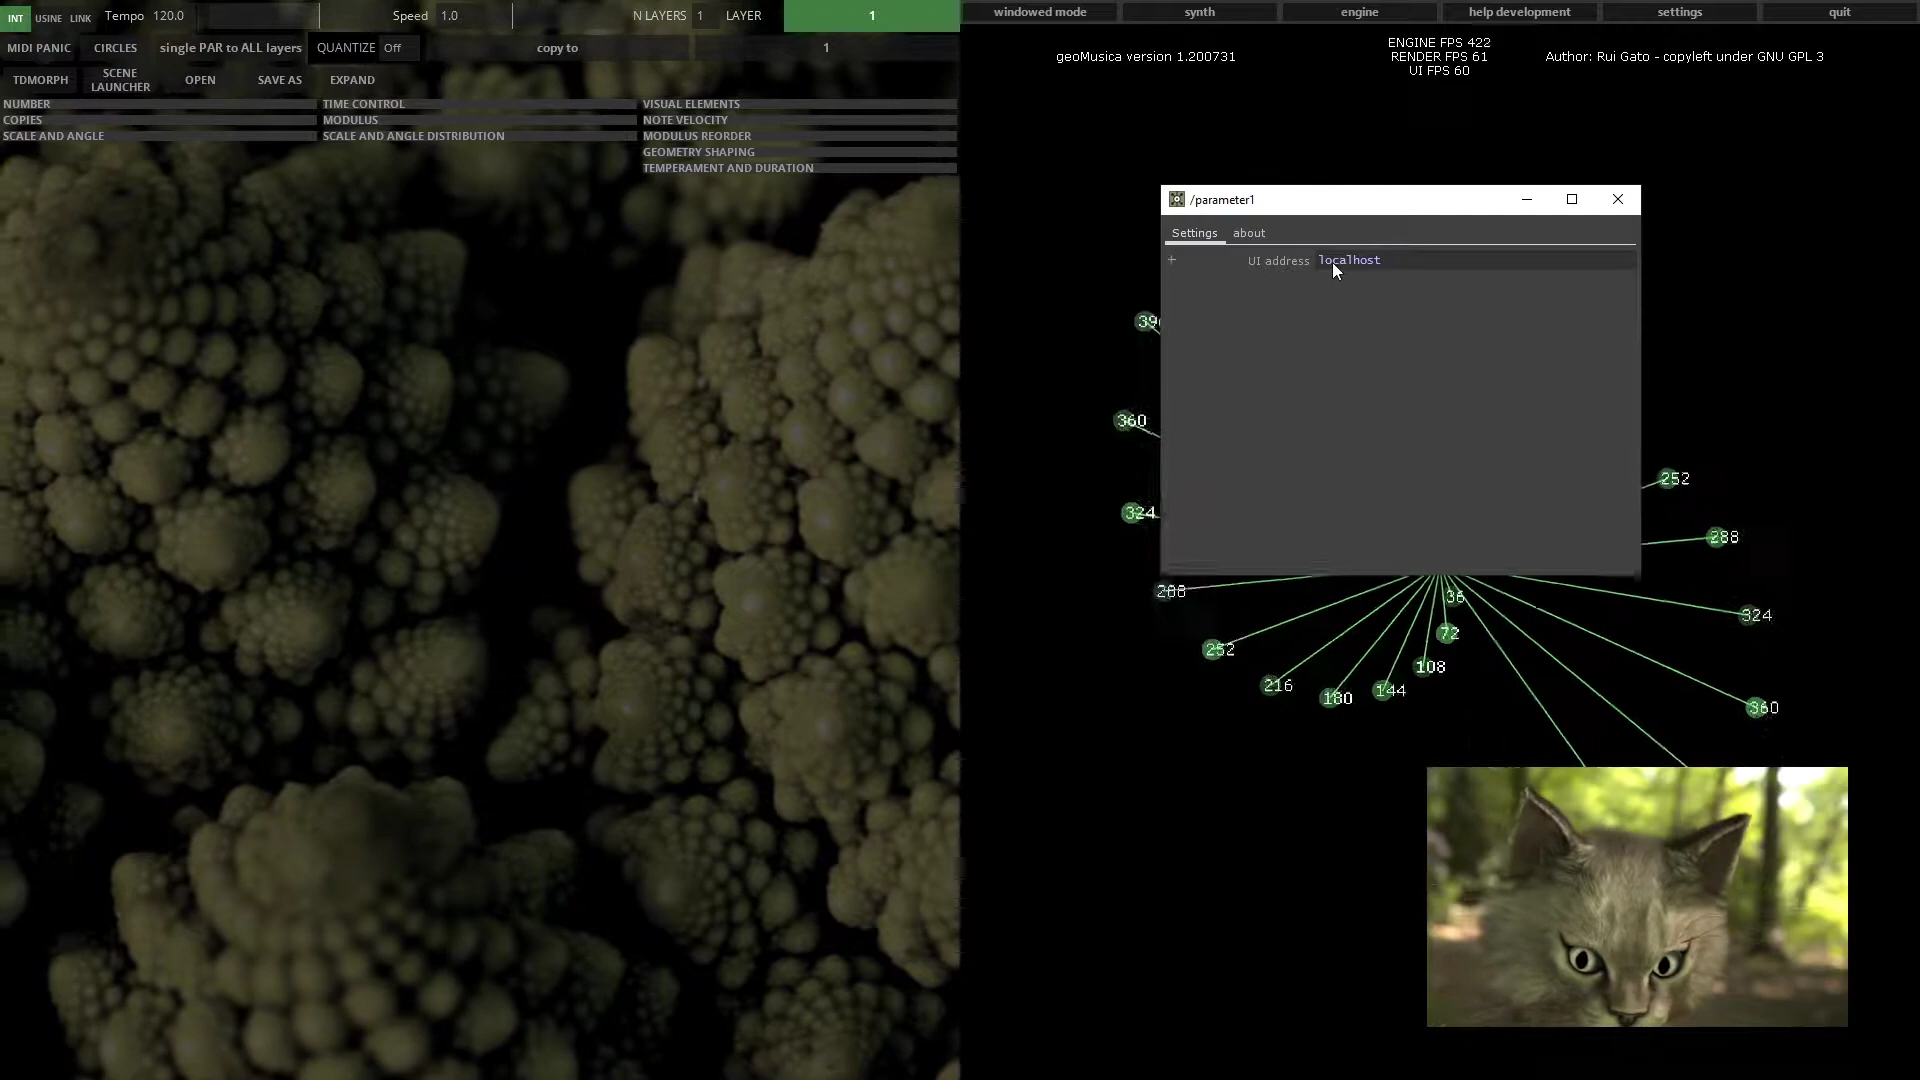 INT USINE LINK Tempo 120.0 Speed 1.0 N LAYERS 1 LAYER 1
MIDI PANIC CIRCLES single PAR to ALL layers QUANTIZE Off copy to 1
TDMORPH SCENE LAUNCHER OPEN SAVE AS EXPAND
NUMBER TIME CONTROL VISUAL ELEMENTS
COPIES MODULUS NOTE VELOCITY
SCALE AND ANGLE SCALE AND ANGLE DISTRIBUTION MODULUS REORDER
GEOMETRY SHAPING
TEMPERAMENT AND DURATION
windowed mode synth engine help development settings quit
geoMusica version 1.200731
ENGINE FPS 422
RENDER FPS 61
UI FPS 60
Author: Rui Gato - copyleft under GNU GPL 3
/parameter1
Settings about
+ UI address localhost
360
324
252
288
288
36
324
72
252
108
216
144
180
360